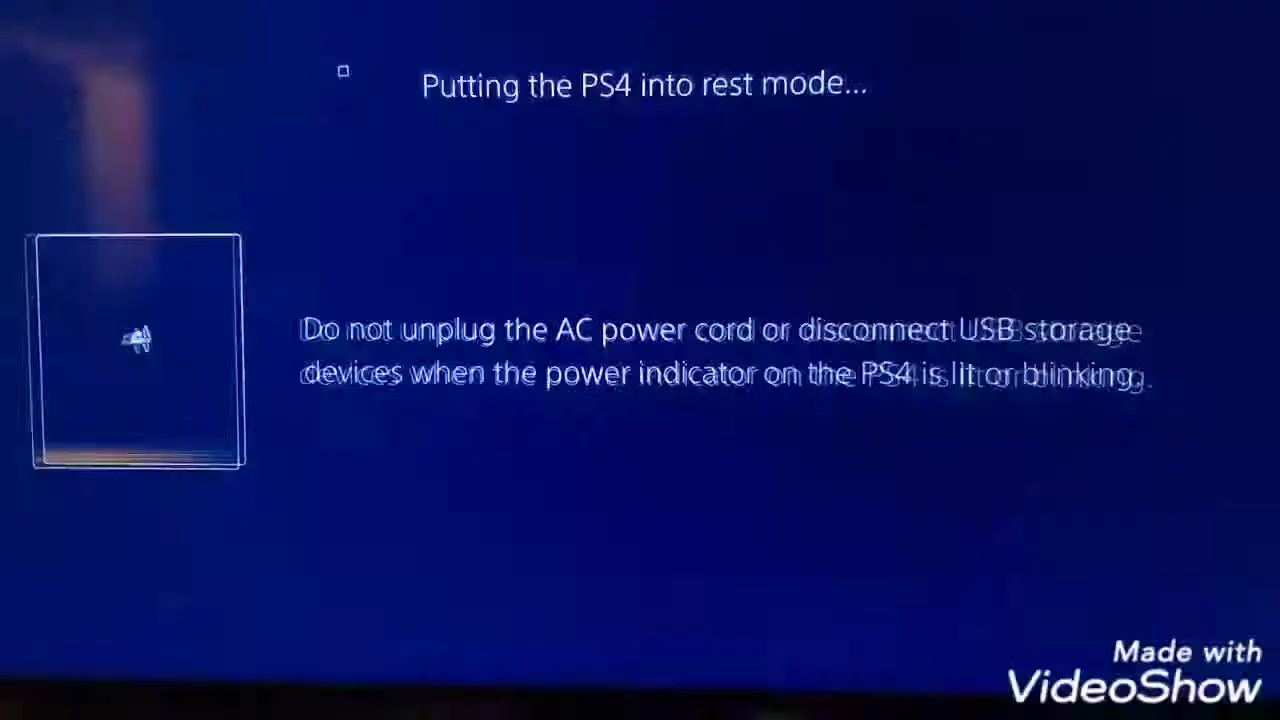 Putting the PS4 into rest mode...
Do not unplug the AC power cord or disconnect USB storage
devices when the power indicator on the PS4 is lit or blinking.
Made with
VideoShow